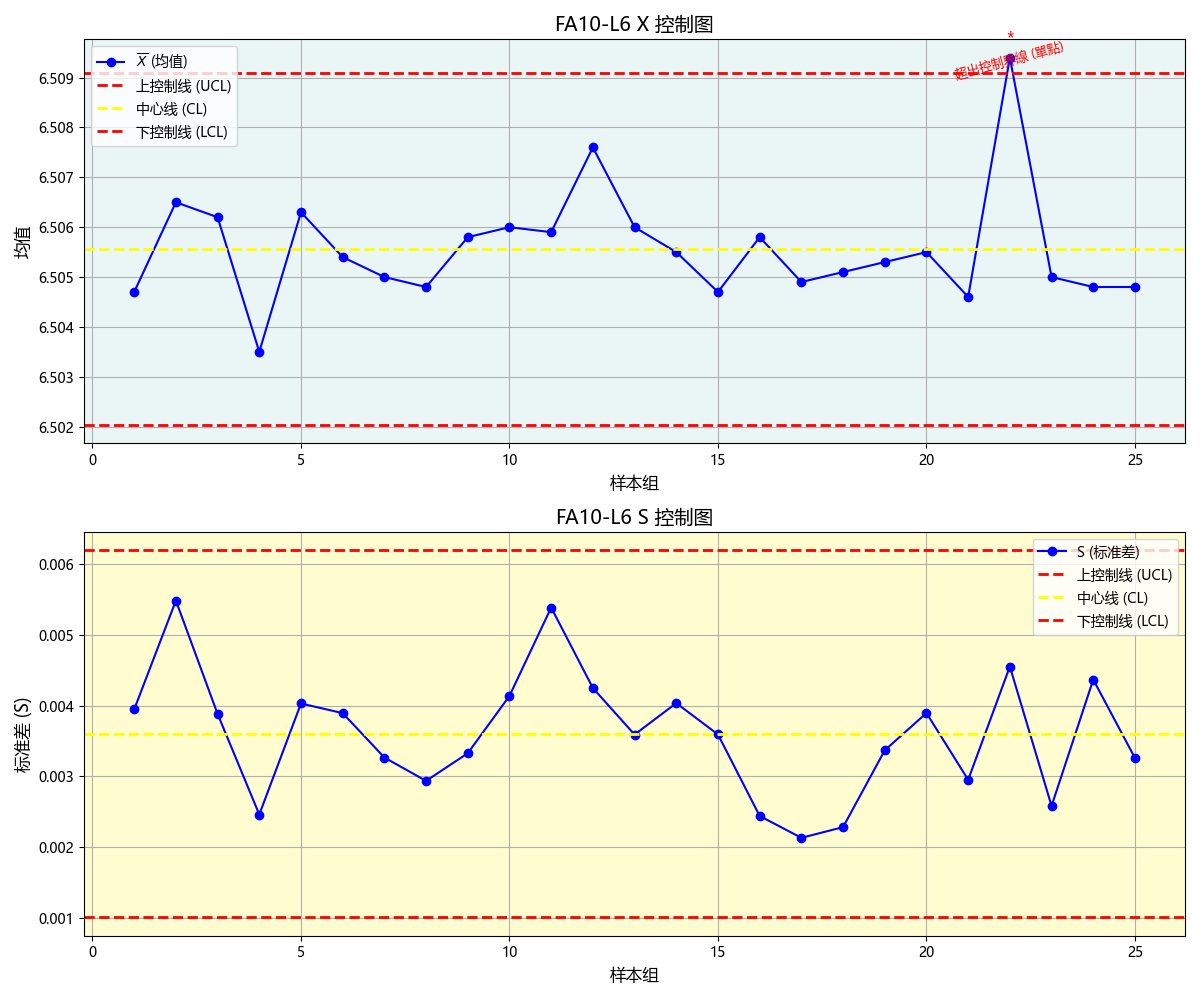 FA10-L6 X 控制图
*
超出控制界線 (單點)
X (均值)
上控制线 (UCL)
中心线 (CL)
下控制线 (LCL)
均值
6.509
6.508
6.507
6.506
6.505
6.504
6.503
6.502
0 5 10 15 20 25
样本组
FA10-L6 S 控制图
S (标准差)
上控制线 (UCL)
中心线 (CL)
下控制线 (LCL)
标准差 (S)
0.006
0.005
0.004
0.003
0.002
0.001
0 5 10 15 20 25
样本组